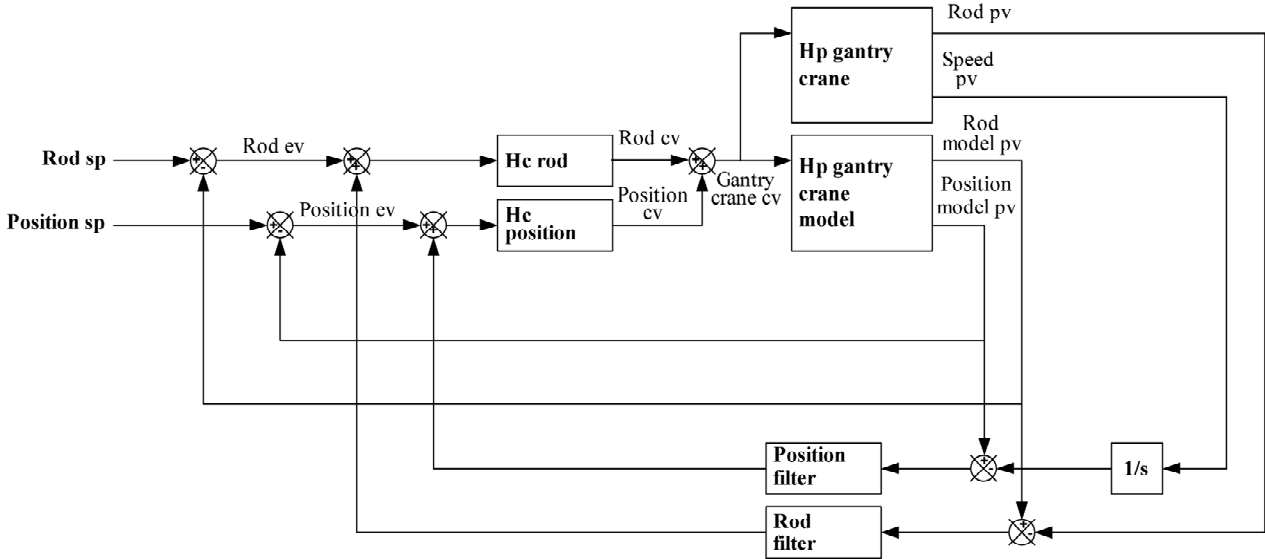 Rod pv
Hp gantry
crane
Speed
pv
Rod
model pv
Rod sp
+
-
Rod ev
+
+
Hc rod
Rod cv
+
+
Gantry
crane cv
Hp gantry
crane
model
Position
model pv
Position sp
+
-
Position ev
+
+
Hc
position
Position
cv
Position
filter
+
-
1/s
Rod
filter
+
-